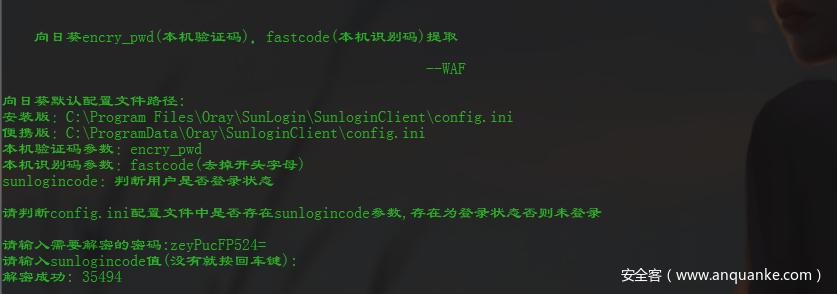 向日葵encry_pwd(本机验证码), fastcode(本机识别码)提取
--WAF
向日葵默认配置文件路径:
安装版: C:\Program Files\Oray\SunLogin\SunloginClient\config.ini
便携版: C:\ProgramData\Oray\SunloginClient\config.ini
本机验证码参数: encry_pwd
本机识别码参数: fastcode(去掉开头字母)
sunlogincode: 判断用户是否登录状态
请判断config.ini配置文件中是否存在sunlogincode参数,存在为登录状态否则未登录
请输入需要解密的密码:zeyPucFP524=
请输入sunlogincode值(没有就按回车键):
解密成功: 35494
安全客（www.anquanke.com）